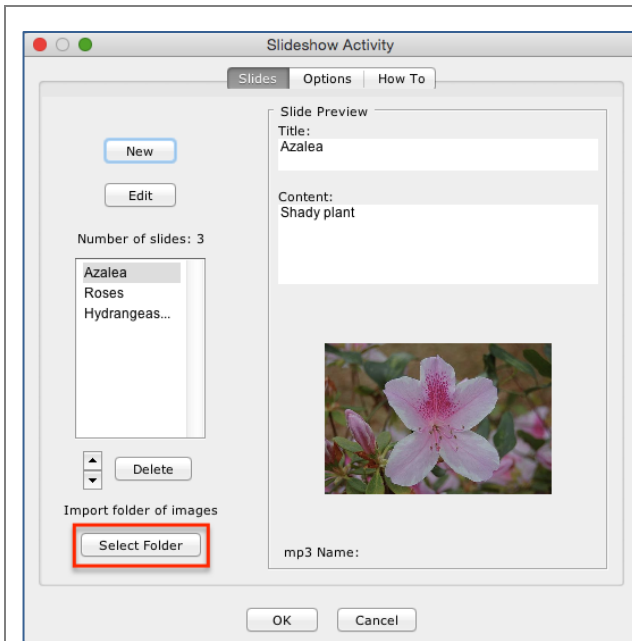 Slideshow Activity
Slides Options How To
New
Edit
Number of slides: 3
Azalea
Roses
Hydrangeas...
Delete
Import folder of images
Select Folder
Slide Preview
Title:
Azalea
Content:
Shady plant
mp3 Name:
OK Cancel